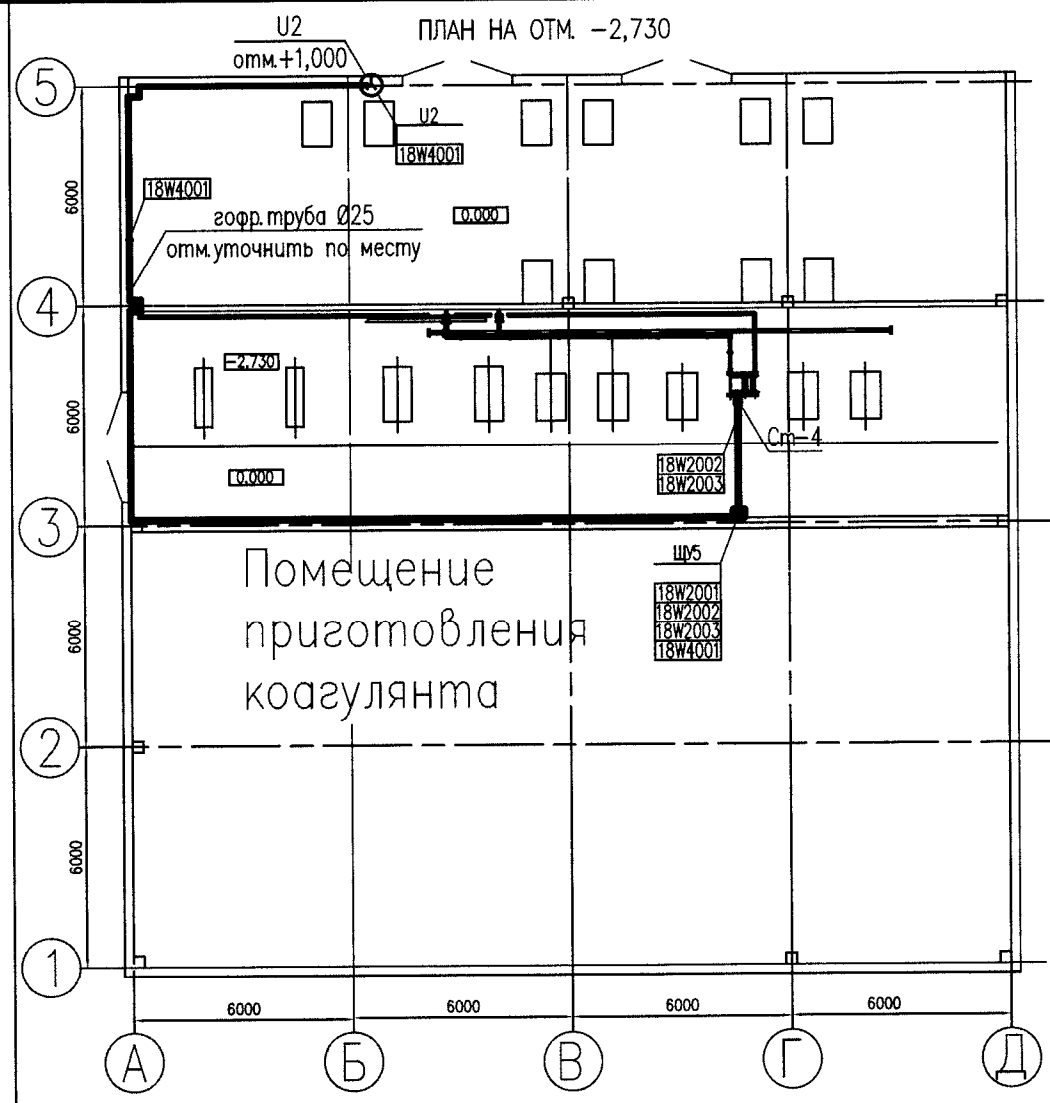 ПЛАН НА ОТМ. -2,730
U2
отм.+1,000
5
U2
18W4001
18W4001
6000
гофр.труба Ø25
0.000
отм.уточнить по месту
4
-2.730
6000
Ст-4
18W2002
18W2003
0.000
3
ЩУ5
Помещение
приготовления
коагулянта
18W2001
18W2002
18W2003
18W4001
6000
2
6000
1
6000
6000
6000
6000
А
Б
В
Г
Д